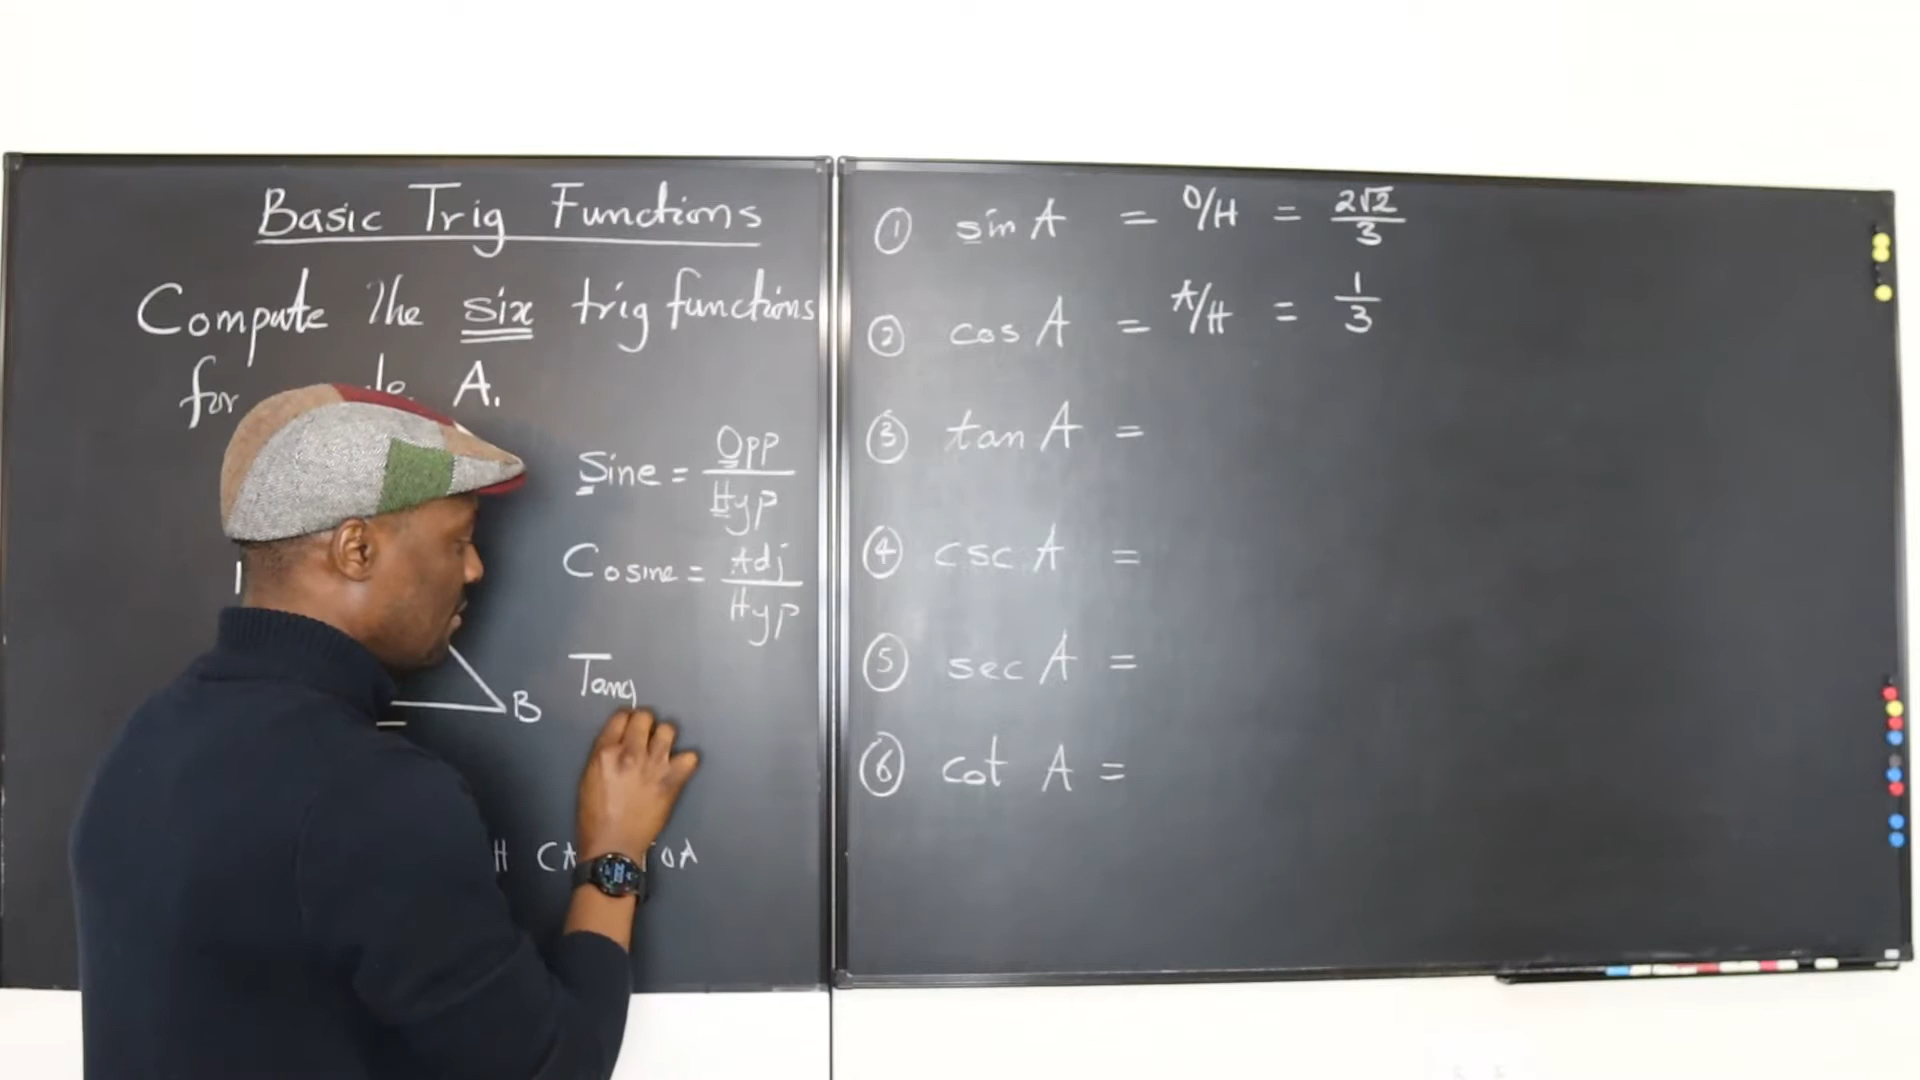 Basic Trig Functions
Compute the six trig functions
for A.
Sine = Opp/Hyp
Cosine = Adj/Hyp
Tang
B
① sin A = O/H = 2√2/3
② cos A = A/H = 1/3
③ tan A =
④ csc A =
⑤ sec A =
⑥ cot A =